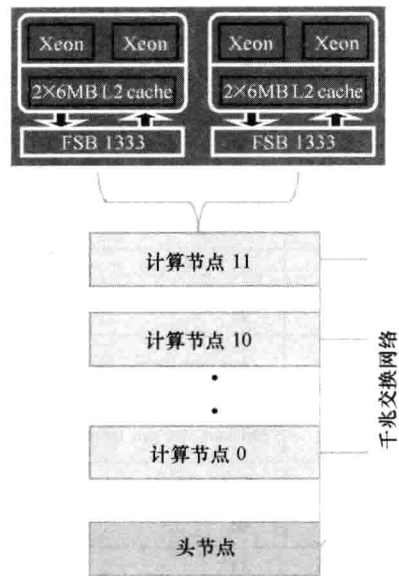 Xeon Xeon Xeon Xeon
2×6MB L2 cache 2×6MB L2 cache
FSB 1333 FSB 1333
计算节点 11
计算节点 10
计算节点 0
头节点
千兆交换网络